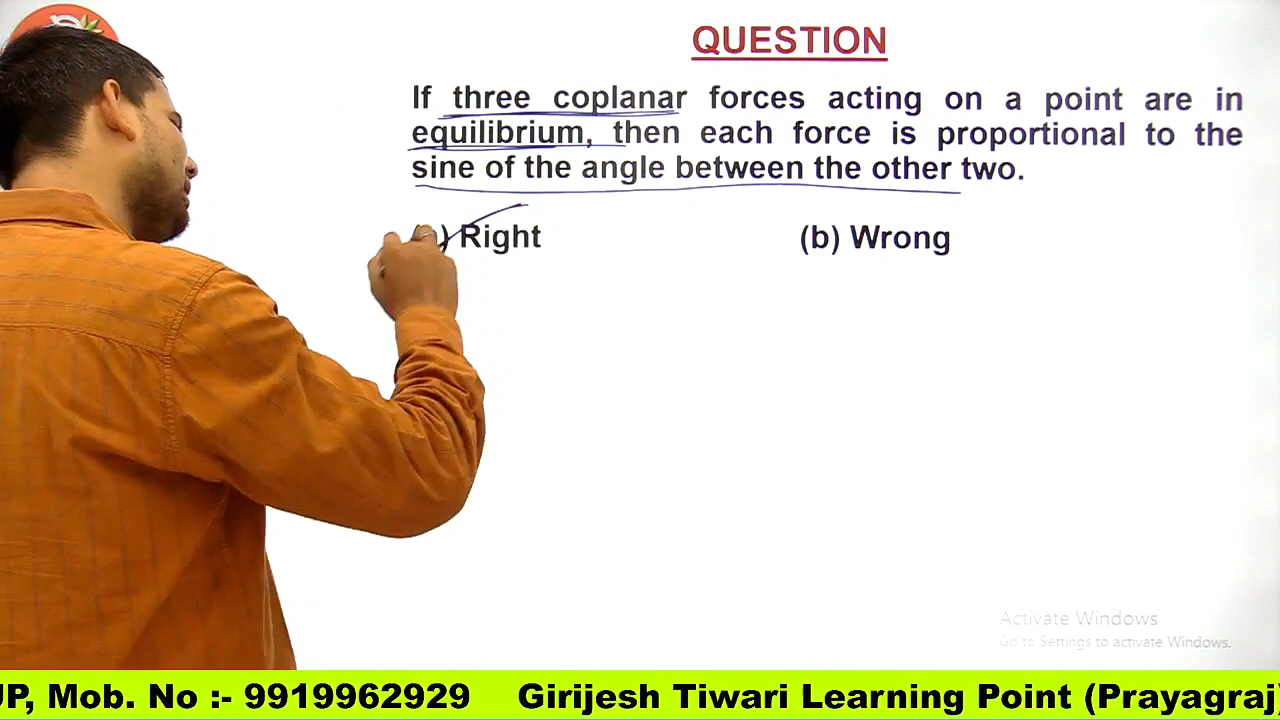 QUESTION
If three coplanar forces acting on a point are in
equilibrium, then each force is proportional to the
sine of the angle between the other two.
Right
(b) Wrong
Activate Windows
Go to Settings to activate Windows.
UP, Mob. No :- 9919962929 Girijesh Tiwari Learning Point (Prayagraj)